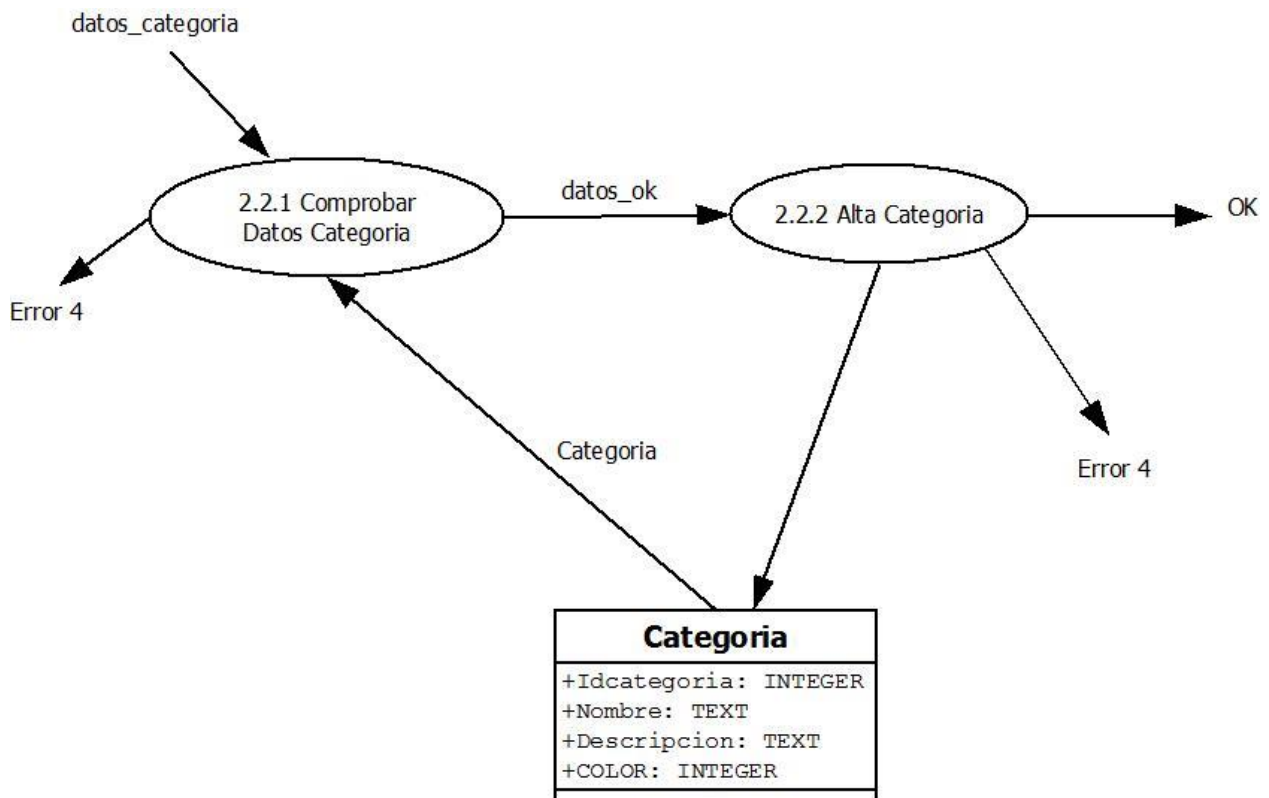 datos_categoria
2.2.1 Comprobar
Datos Categoria
datos_ok
2.2.2 Alta Categoria
OK
Error 4
Categoria
Error 4
Categoria
+Idcategoria: INTEGER
+Nombre: TEXT
+Descripcion: TEXT
+COLOR: INTEGER